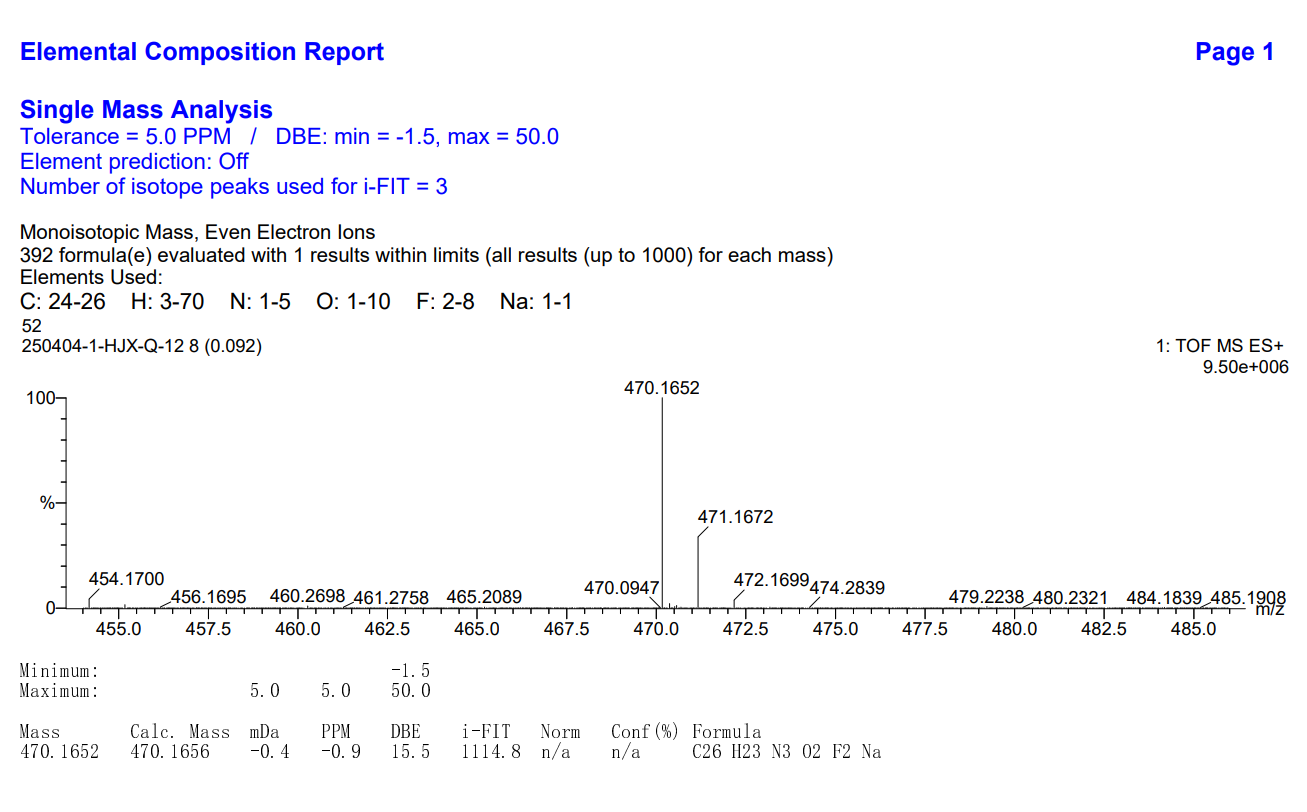 Elemental Composition Report Page 1
Single Mass Analysis
Tolerance = 5.0 PPM / DBE: min = -1.5, max = 50.0
Element prediction: Off
Number of isotope peaks used for i-FIT = 3
Monoisotopic Mass, Even Electron Ions
392 formula(e) evaluated with 1 results within limits (all results (up to 1000) for each mass)
Elements Used:
C: 24-26 H: 3-70 N: 1-5 O: 1-10 F: 2-8 Na: 1-1
52
250404-1-HJX-Q-12 8 (0.092) 1: TOF MS ES+
9.50e+006
470.1652
100
%
471.1672
454.1700 456.1695 460.2698 461.2758 465.2089 470.0947 472.1699 474.2839 479.2238 480.2321 484.1839 485.1908
0 m/z
455.0 457.5 460.0 462.5 465.0 467.5 470.0 472.5 475.0 477.5 480.0 482.5 485.0
Minimum: -1.5
Maximum: 5.0 5.0 50.0
Mass Calc. Mass mDa PPM DBE i-FIT Norm Conf(%) Formula
470.1652 470.1656 -0.4 -0.9 15.5 1114.8 n/a n/a C26 H23 N3 O2 F2 Na